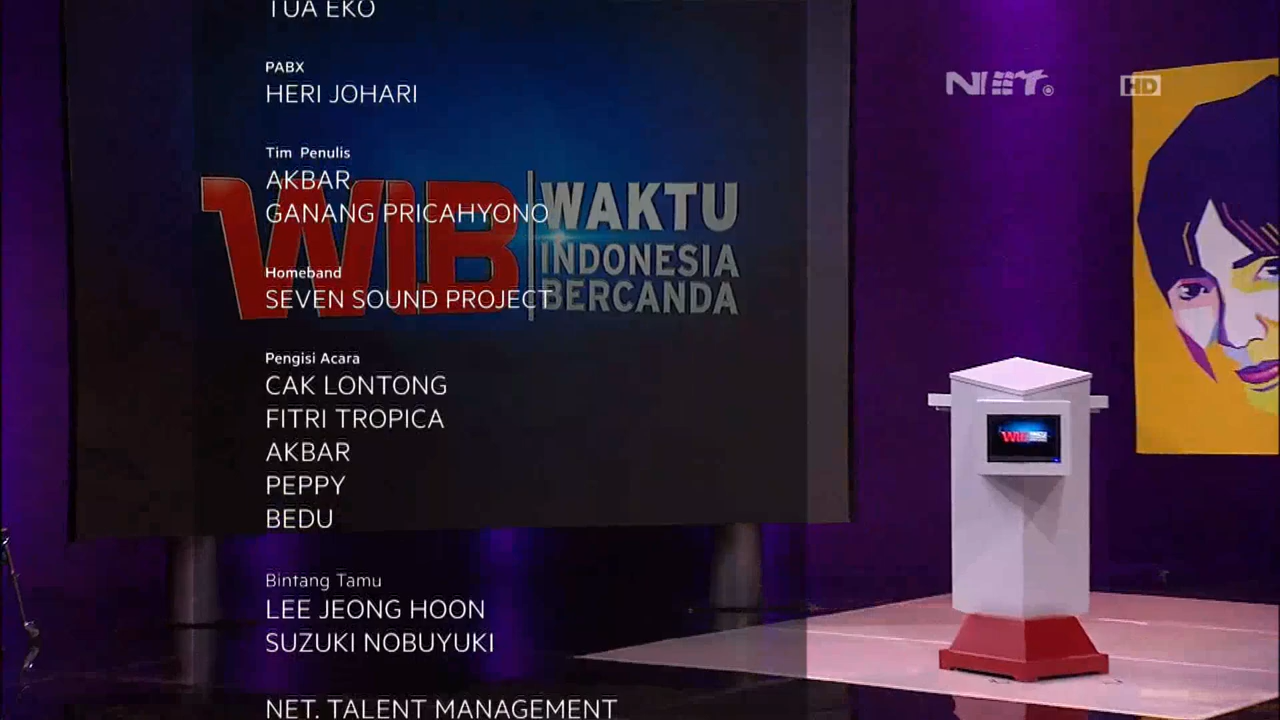 TUA EKO
PABX
HERI JOHARI
Tim Penulis
AKBAR
GANANG PRICAHYONO
Homeband
SEVEN SOUND PROJECT
Pengisi Acara
CAK LONTONG
FITRI TROPICA
AKBAR
PEPPY
BEDU
Bintang Tamu
LEE JEONG HOON
SUZUKI NOBUYUKI
NET. TALENT MANAGEMENT
WIB
WAKTU
INDONESIA
BERCANDA
NET.
HD
WIB